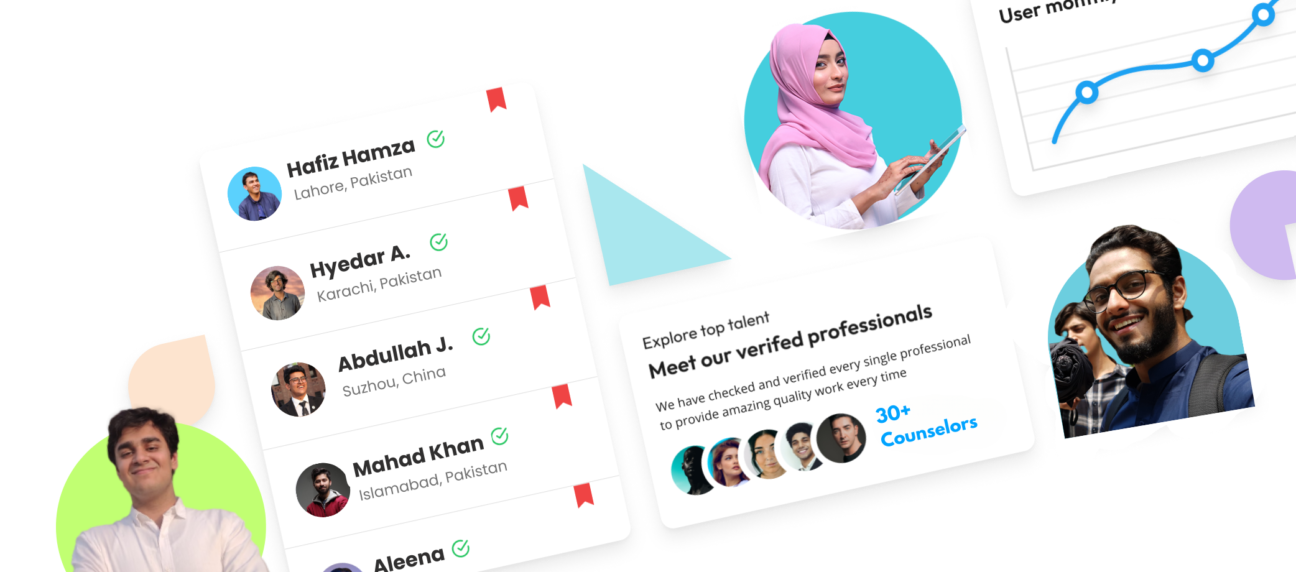 Hafiz Hamza
Lahore, Pakistan
Hyedar A.
Karachi, Pakistan
Abdullah J.
Suzhou, China
Mahad Khan
Islamabad, Pakistan
Aleena
Explore top talent
Meet our verifed professionals
We have checked and verified every single professional
to provide amazing quality work every time
30+
Counselors
User monthly